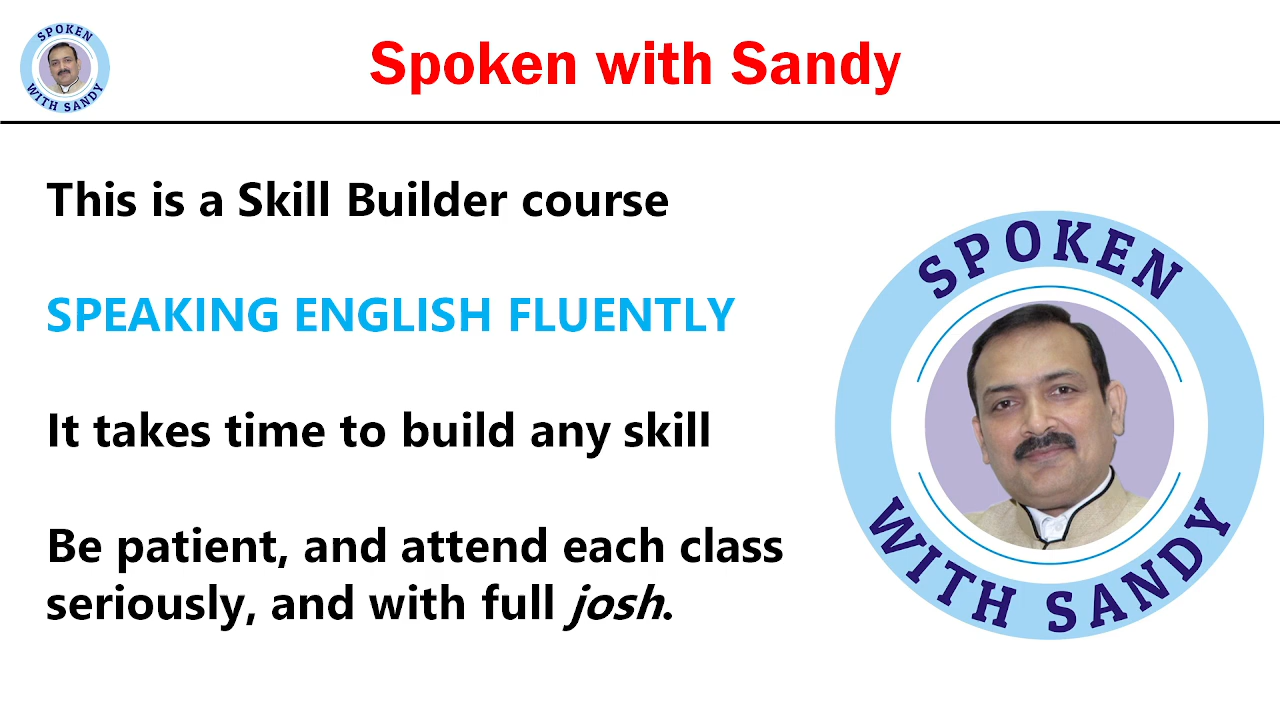 SPOKEN
WITH SANDY
Spoken with Sandy
This is a Skill Builder course
SPEAKING ENGLISH FLUENTLY
It takes time to build any skill
Be patient, and attend each class
seriously, and with full josh.
SPOKEN
WITH SANDY